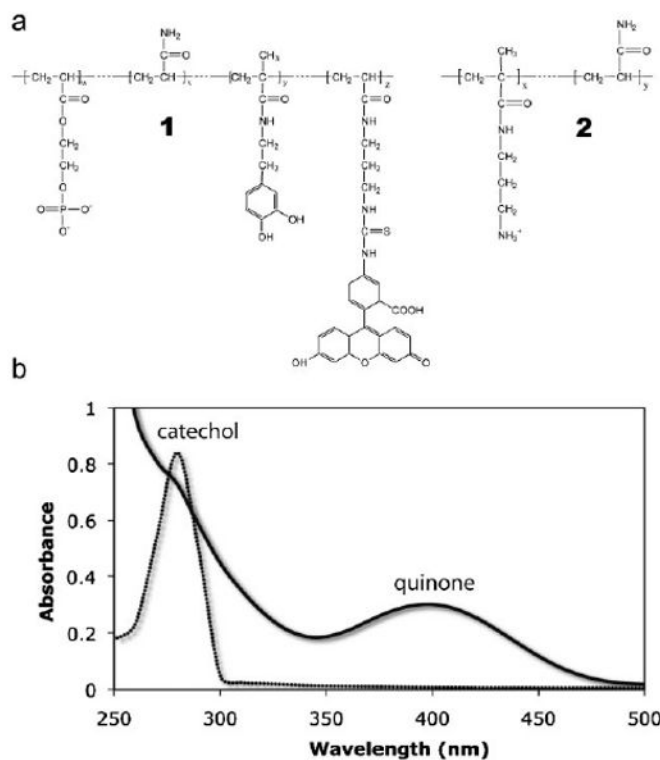 a
NH₂
C=O
CH₂—CH
CH₂—CH
CH₃
CH₂—C
y
CH₂—CH
z
C=O
O
CH₂
CH₂
O
O=P—O⁻
O⁻
1
C=O
NH
CH₂
CH₂
OH
OH
C=O
NH
CH₂
CH₂
CH₂
NH
C=S
NH
COOH
OH
O
O
CH₃
CH₂—C
x
C=O
NH
CH₂
CH₂
CH₂
NH₃⁺
2
NH₂
C=O
CH₂—CH
y
b
1
0.8
0.6
0.4
0.2
0
Absorbance
catechol
quinone
250 300 350 400 450 500
Wavelength (nm)